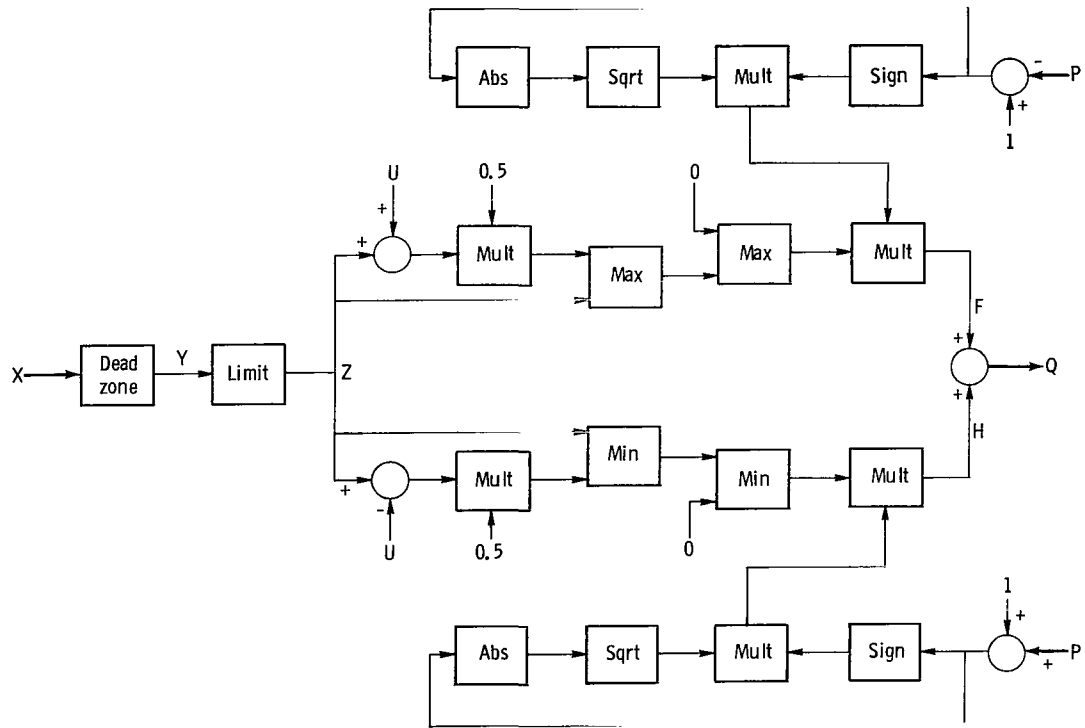 Abs Sqrt Mult Sign - P
+
1
U 0.5 0
+
+ Mult Max Mult
Max
F
X Dead zone Y Limit Z + Q
+
H
Min Min Mult
+ Mult
-
U 0.5 0
1
+
Abs Sqrt Mult Sign P
+